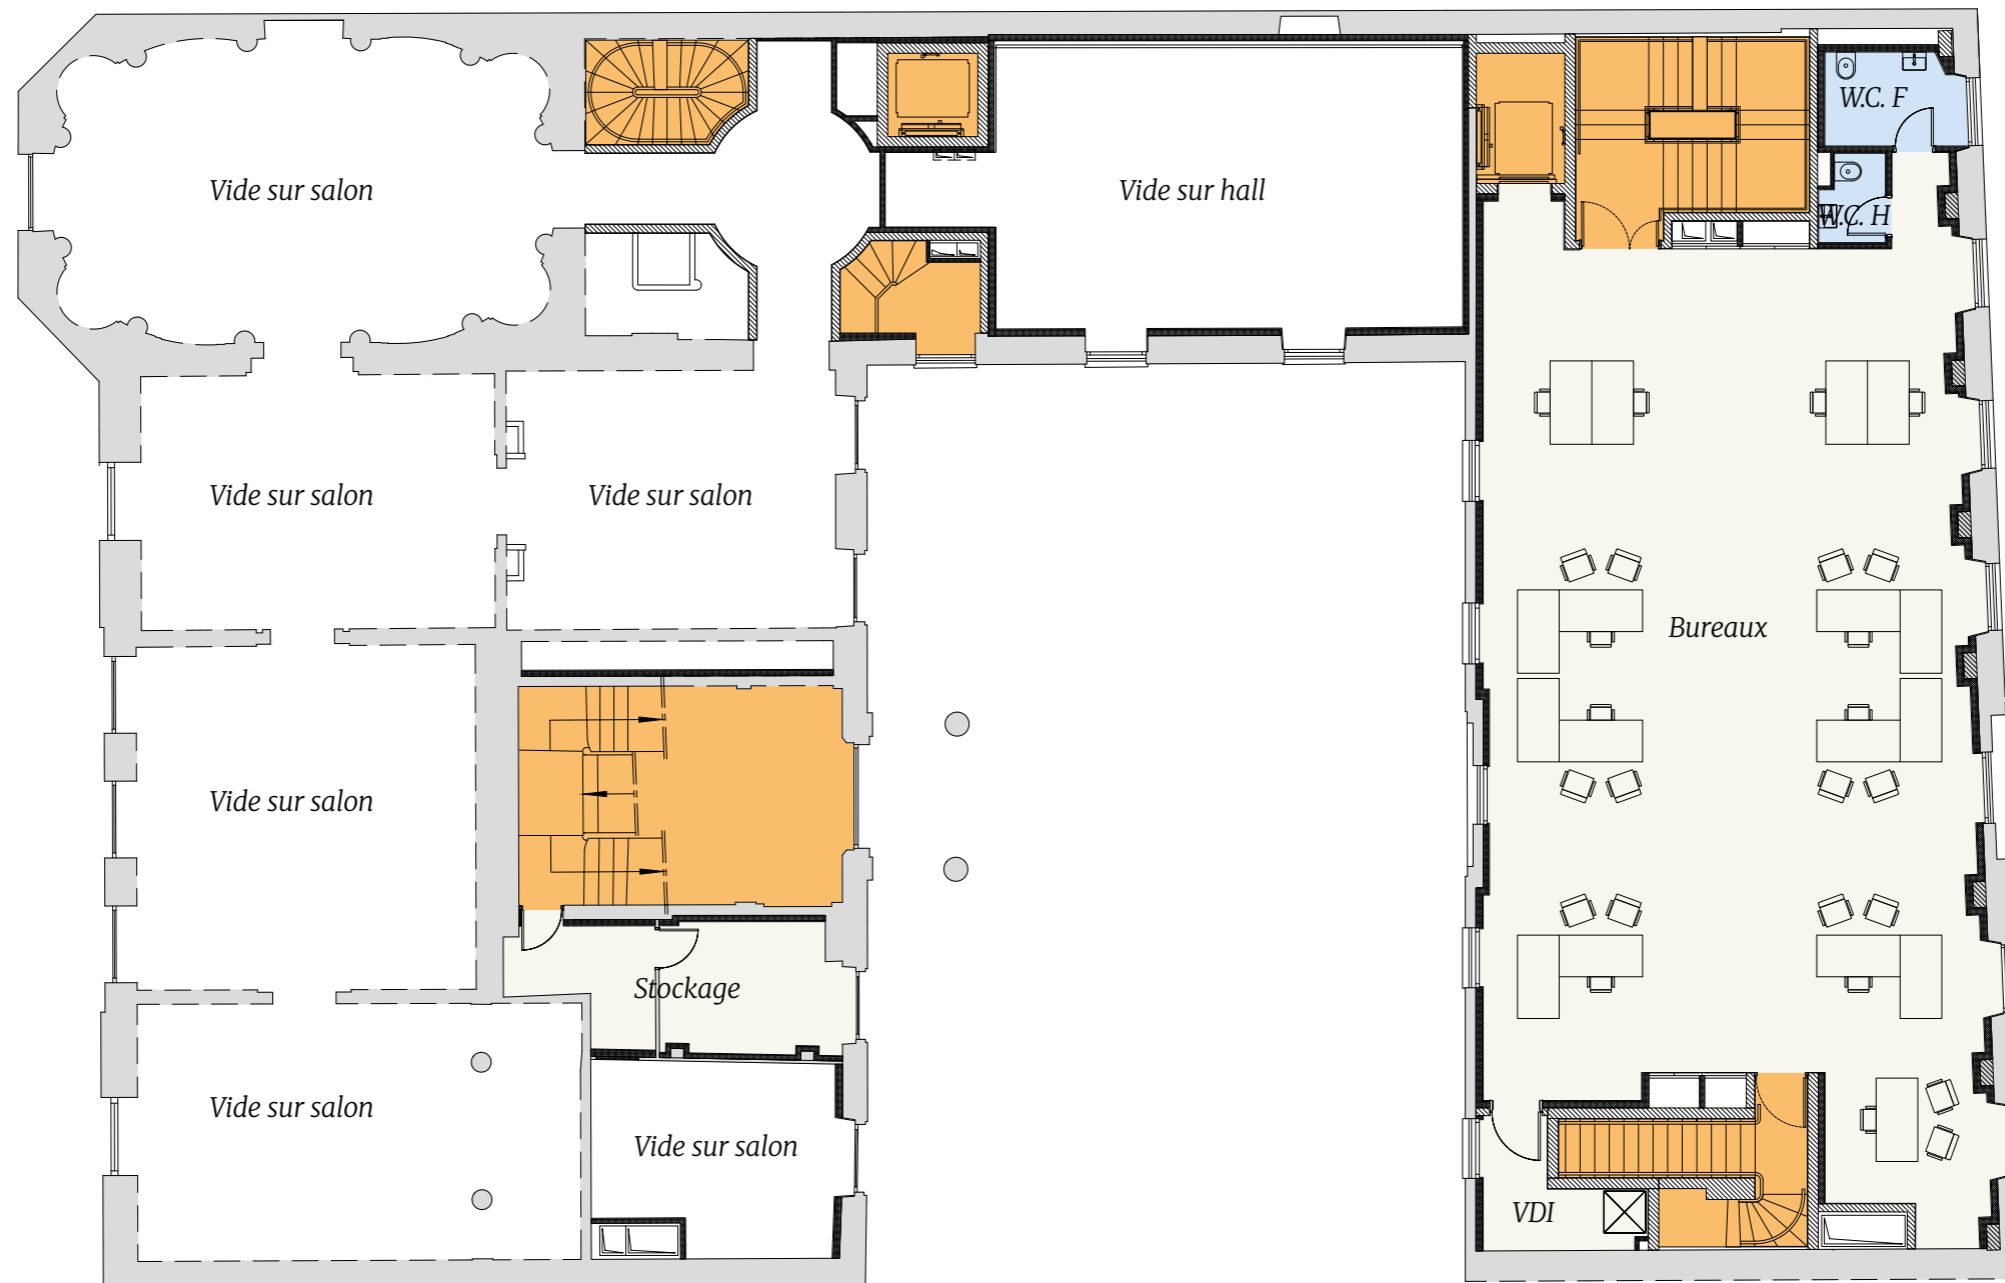 W.C. F
Vide sur salon
Vide sur hall
W.C. H
Vide sur salon
Vide sur salon
Bureaux
Vide sur salon
Stockage
Vide sur salon
Vide sur salon
VDI